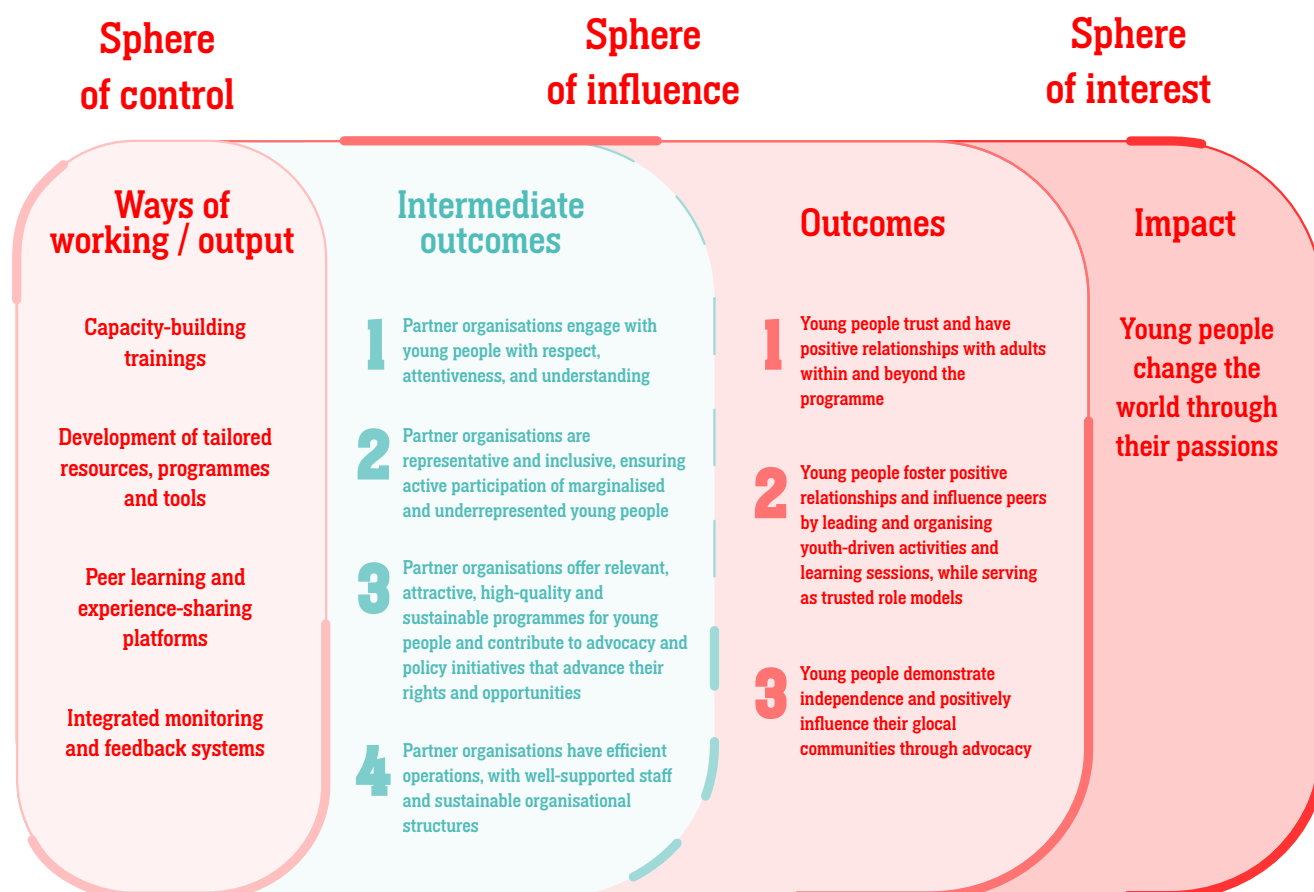 Sphere
of control
Sphere
of influence
Sphere
of interest
Ways of
working / output
Capacity-building
trainings
Development of tailored
resources, programmes
and tools
Peer learning and
experience-sharing
platforms
Integrated monitoring
and feedback systems
Intermediate
outcomes
1
Partner organisations engage with
young people with respect,
attentiveness, and understanding
2
Partner organisations are
representative and inclusive, ensuring
active participation of marginalised
and underrepresented young people
3
Partner organisations offer relevant,
attractive, high-quality and
sustainable programmes for young
people and contribute to advocacy and
policy initiatives that advance their
rights and opportunities
4
Partner organisations have efficient
operations, with well-supported staff
and sustainable organisational
structures
Outcomes
1
Young people trust and have
positive relationships with adults
within and beyond the
programme
2
Young people foster positive
relationships and influence peers
by leading and organising
youth-driven activities and
learning sessions, while serving
as trusted role models
3
Young people demonstrate
independence and positively
influence their glocal
communities through advocacy
Impact
Young people
change the
world through
their passions